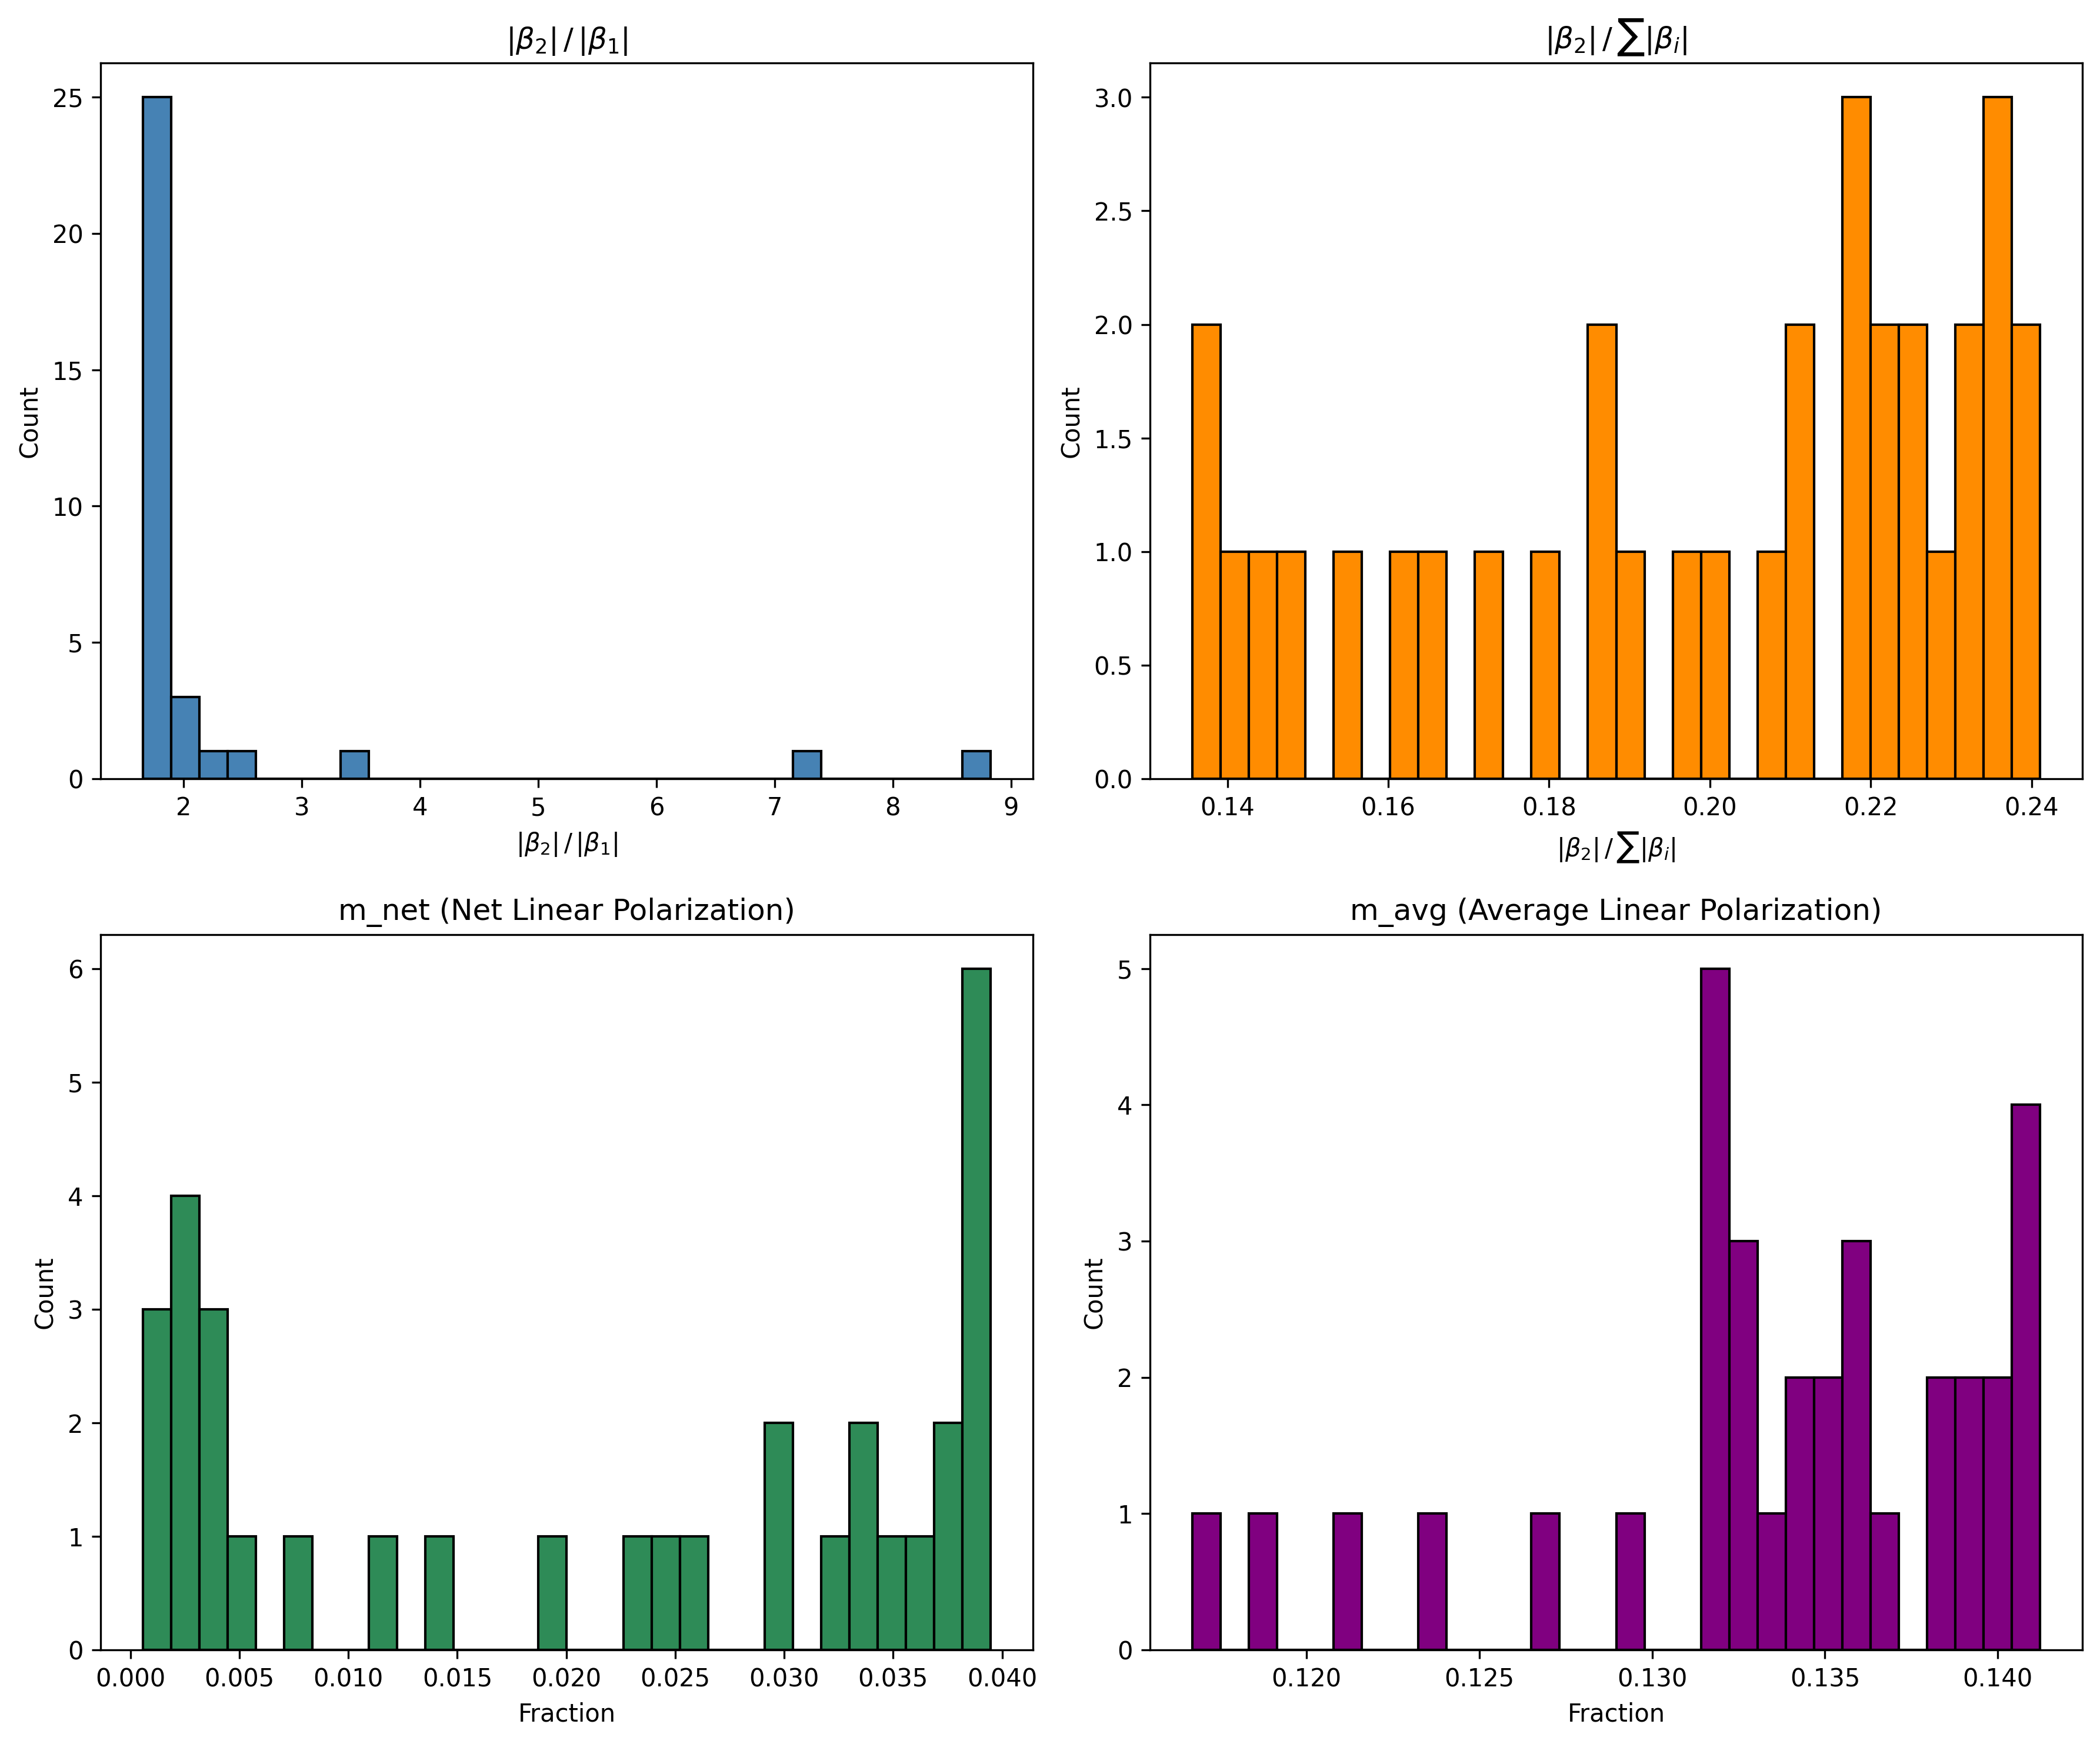 |β₂| / |β₁|
Count
25
20
15
10
5
0
2 3 4 5 6 7 8 9
|β₂| / |β₁|
|β₂| / ∑|βᵢ|
Count
3.0
2.5
2.0
1.5
1.0
0.5
0.0
0.14 0.16 0.18 0.20 0.22 0.24
|β₂| / ∑|βᵢ|
m_net (Net Linear Polarization)
Count
6
5
4
3
2
1
0
0.000 0.005 0.010 0.015 0.020 0.025 0.030 0.035 0.040
Fraction
m_avg (Average Linear Polarization)
Count
5
4
3
2
1
0
0.120 0.125 0.130 0.135 0.140
Fraction